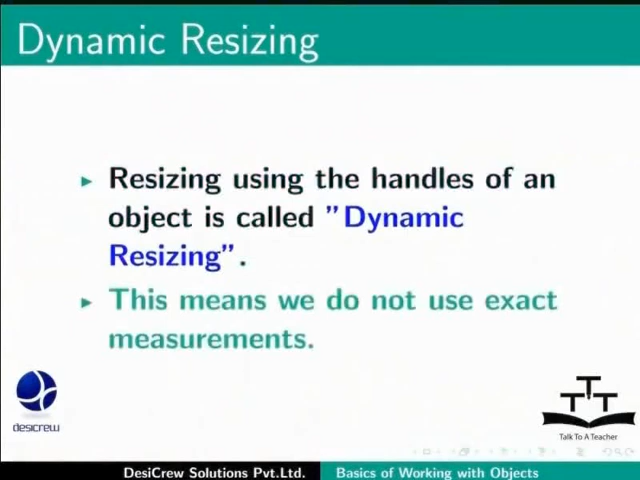 Dynamic Resizing
Resizing using the handles of an
object is called "Dynamic
Resizing".
This means we do not use exact
measurements.
desicrew
TTT
Talk To A Teacher
DesiCrew Solutions Pvt.Ltd.
Basics of Working with Objects